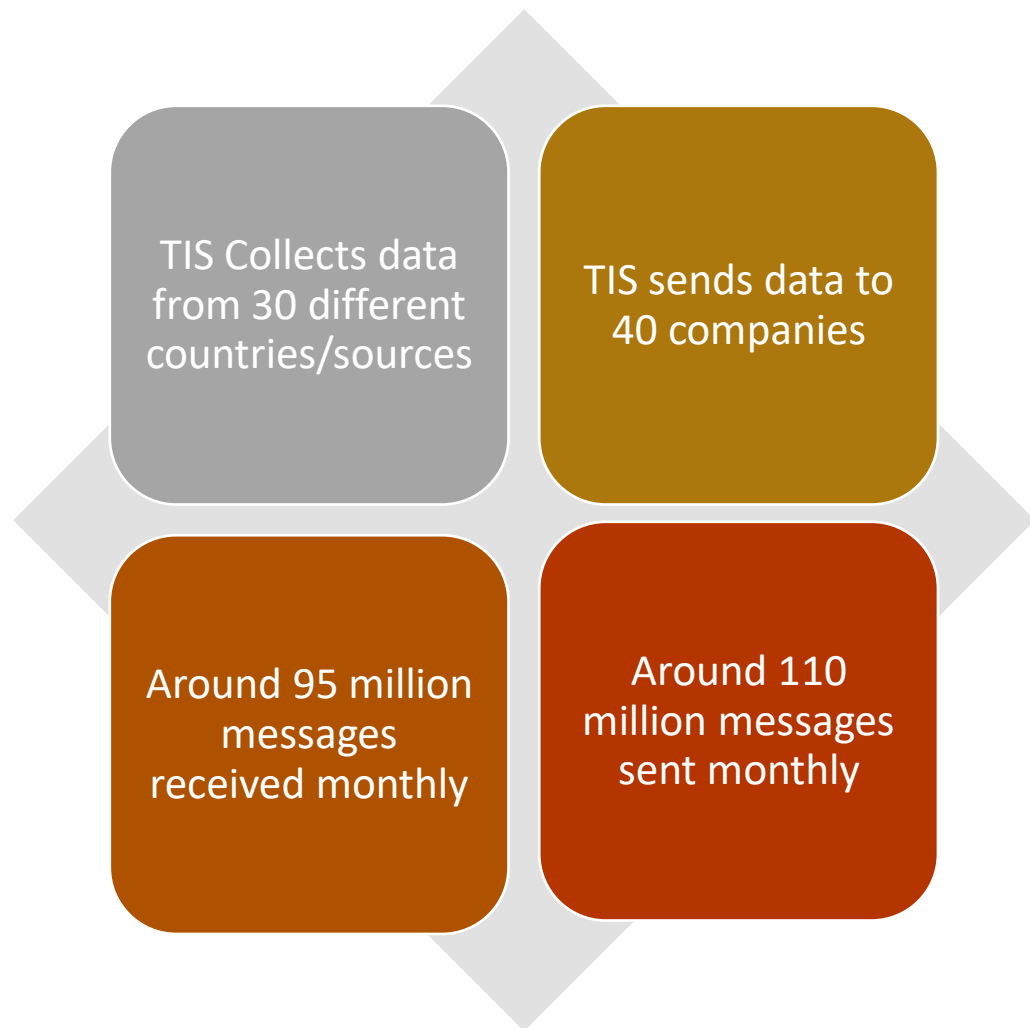 TIS Collects data
from 30 different
countries/sources
TIS sends data to
40 companies
Around 95 million
messages
received monthly
Around 110
million messages
sent monthly